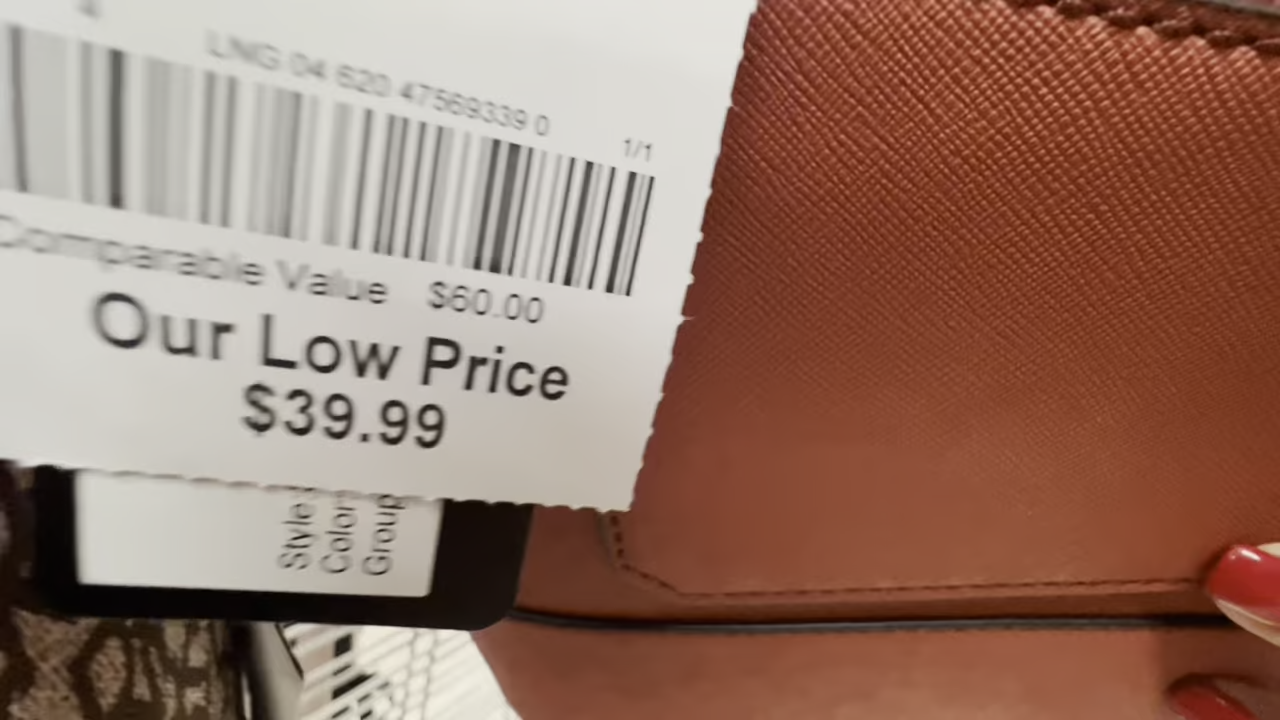 LNG 04 620 47569339 0
1/1
Comparable Value $60.00
Our Low Price
$39.99
Style
Color
Group